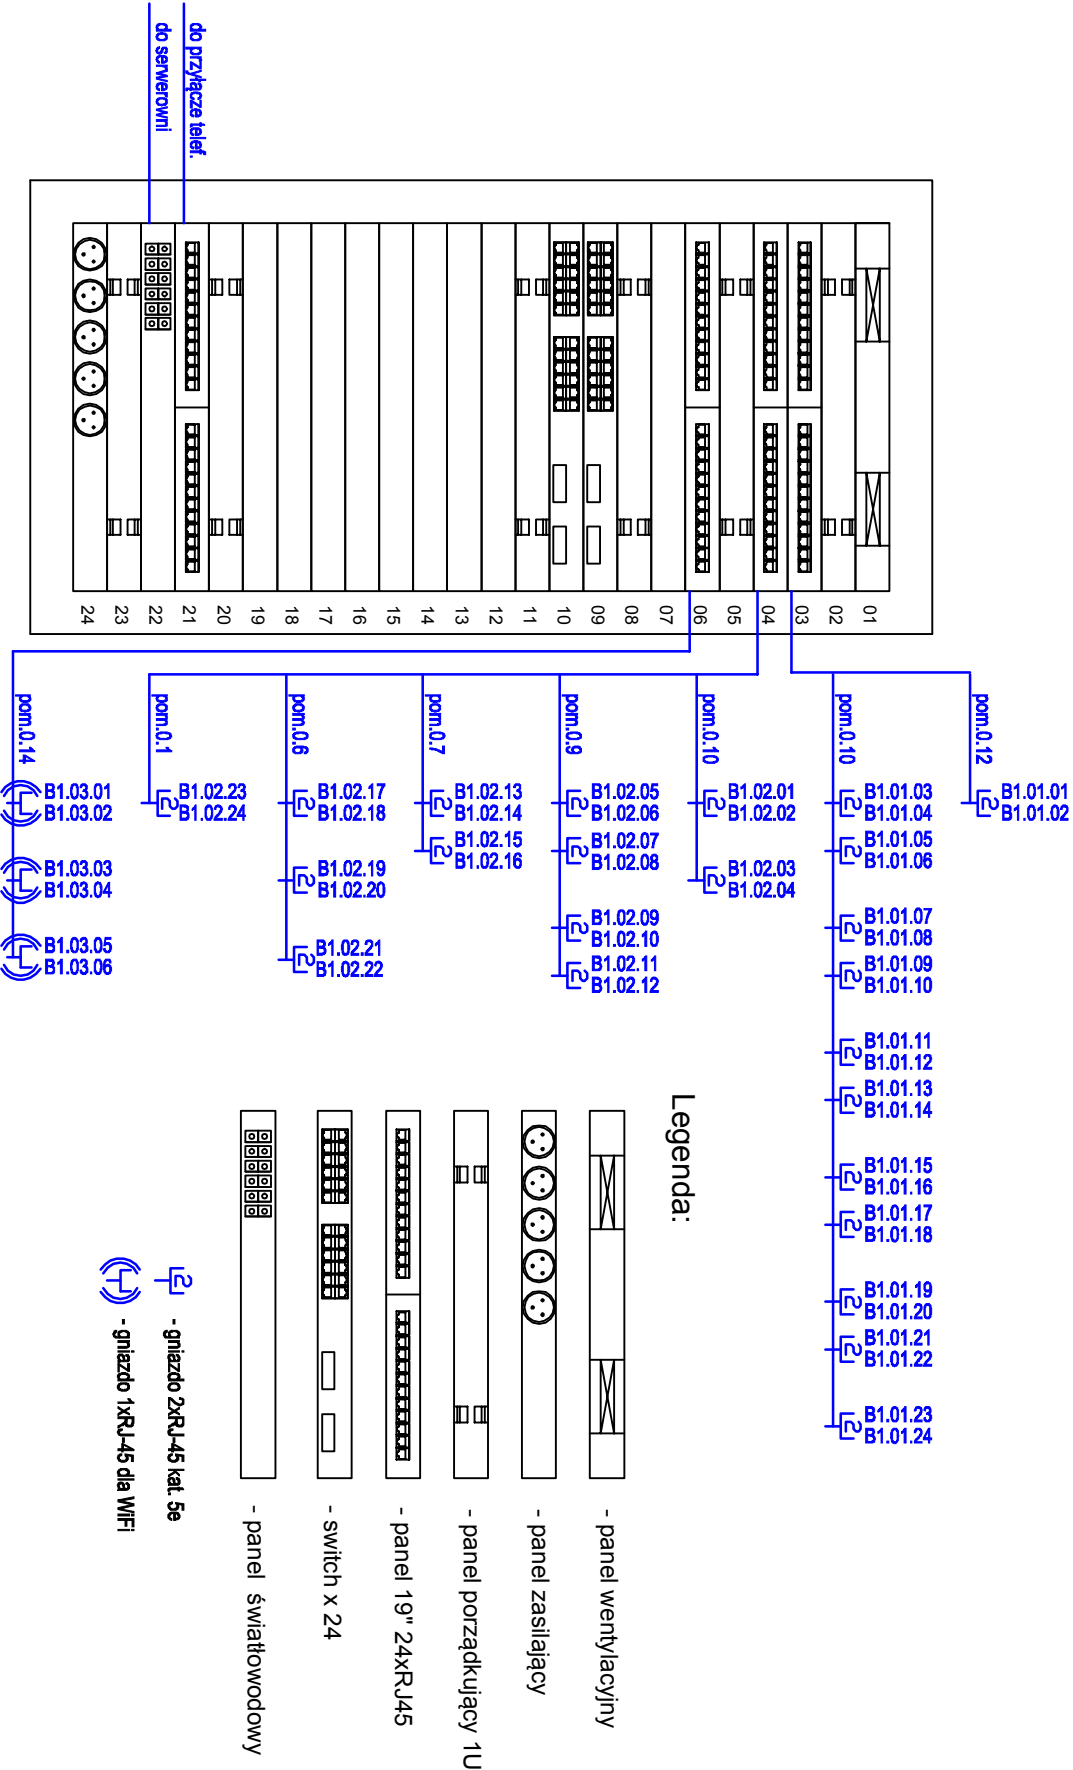 do przyłącze telef.
do serwerowni
01
02
03
04
05
06
07
08
09
10
11
12
13
14
15
16
17
18
19
20
21
22
23
24
pom.0.12
B1.01.01
B1.01.02
pom.0.10
B1.01.03
B1.01.04
B1.01.05
B1.01.06
B1.01.07
B1.01.08
B1.01.09
B1.01.10
B1.01.11
B1.01.12
B1.01.13
B1.01.14
B1.01.15
B1.01.16
B1.01.17
B1.01.18
B1.01.19
B1.01.20
B1.01.21
B1.01.22
B1.01.23
B1.01.24
pom.0.10
B1.02.01
B1.02.02
B1.02.03
B1.02.04
pom.0.9
B1.02.05
B1.02.06
B1.02.07
B1.02.08
B1.02.09
B1.02.10
B1.02.11
B1.02.12
pom.0.7
B1.02.13
B1.02.14
B1.02.15
B1.02.16
pom.0.6
B1.02.17
B1.02.18
B1.02.19
B1.02.20
B1.02.21
B1.02.22
pom.0.1
B1.02.23
B1.02.24
pom.0.14
B1.03.01
B1.03.02
B1.03.03
B1.03.04
B1.03.05
B1.03.06
Legenda:
- panel wentylacyjny
- panel zasilający
- panel porządkujący 1U
- panel 19" 24xRJ45
- switch x 24
- panel światłowodowy
- gniazdo 2xRJ-45 kat. 5e
- gniazdo 1xRJ-45 dla WiFi